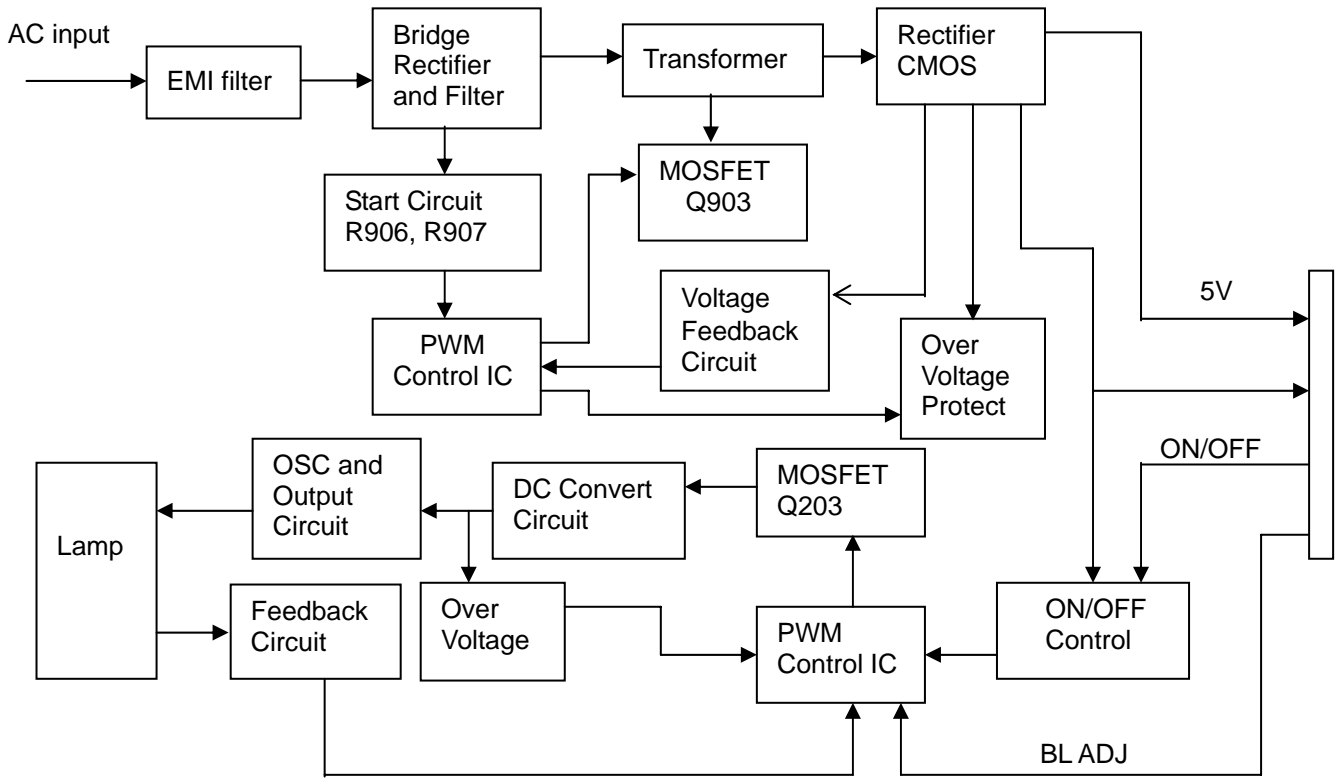 AC input
EMI filter
Bridge
Rectifier
and Filter
Transformer
Rectifier
CMOS
Start Circuit
R906, R907
MOSFET
Q903
PWM
Control IC
Voltage
Feedback
Circuit
Over
Voltage
Protect
5V
ON/OFF
Lamp
OSC and
Output
Circuit
DC Convert
Circuit
MOSFET
Q203
Feedback
Circuit
Over
Voltage
PWM
Control IC
ON/OFF
Control
BL ADJ